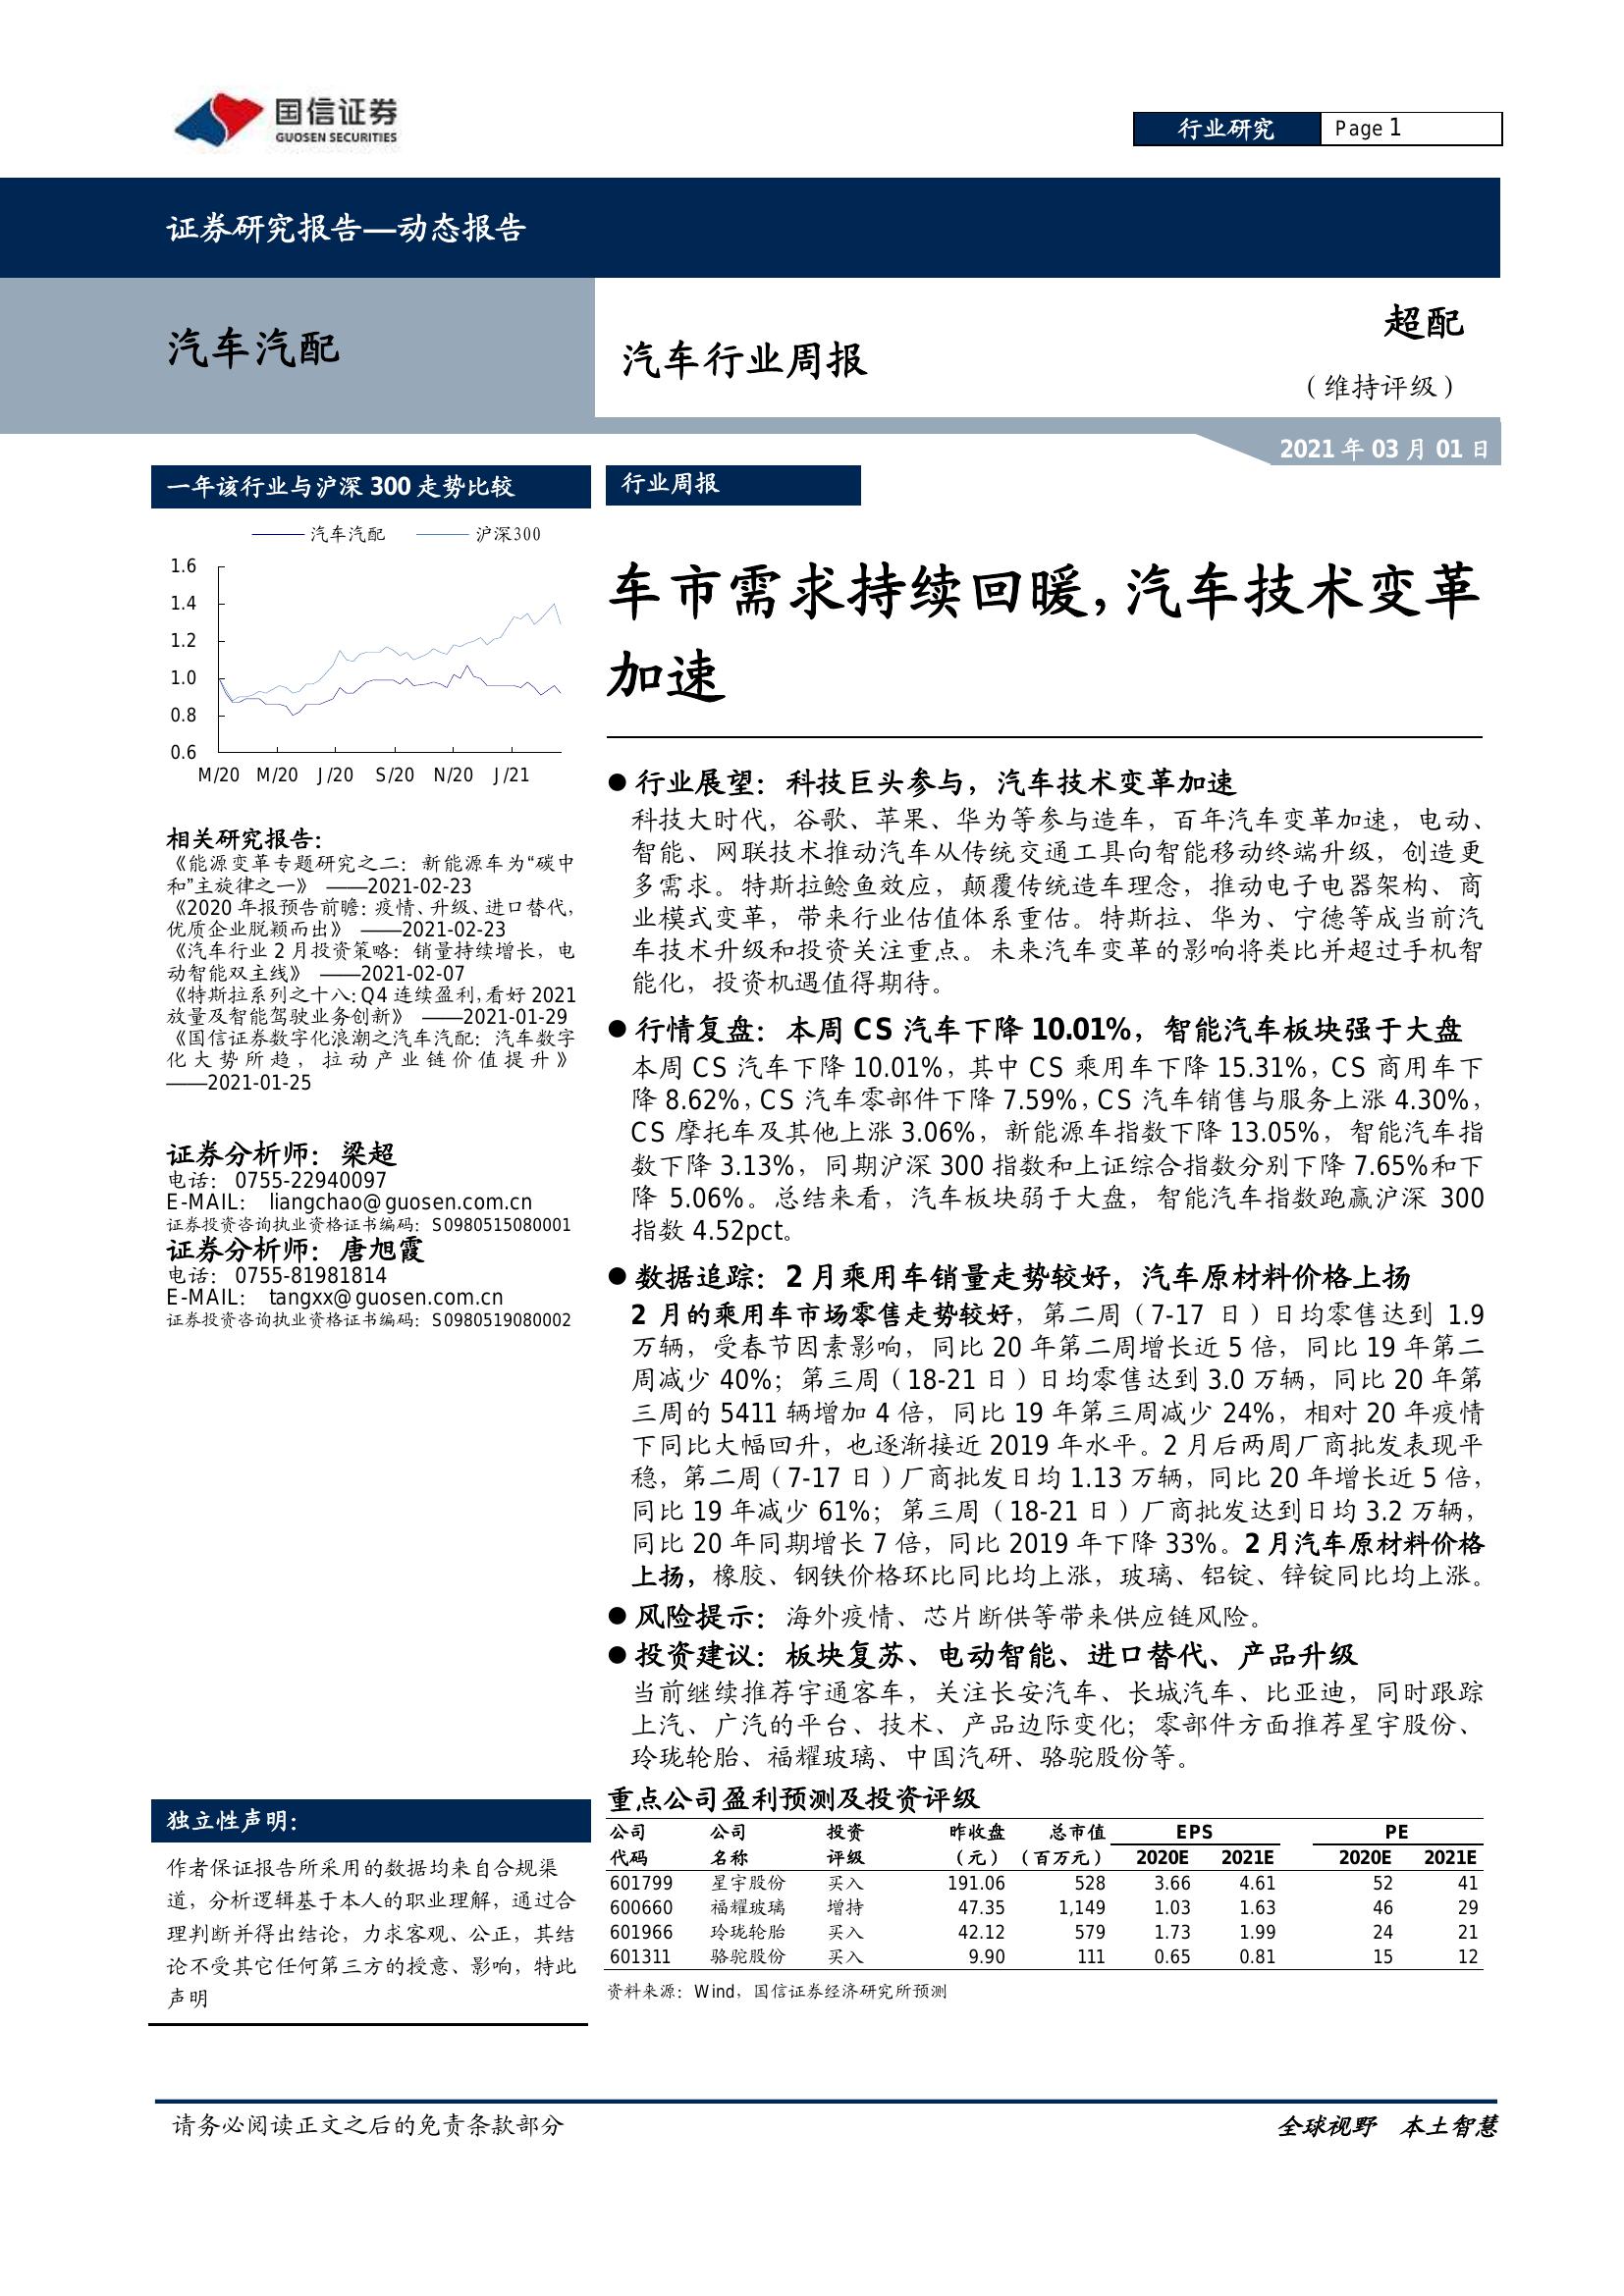 国信证券
GUOSEN SECURITIES
行业研究 Page 1
证券研究报告—动态报告
汽车汽配
汽车行业周报
超配
（维持评级）
2021 年 03 月 01 日
一年该行业与沪深 300 走势比较
汽车汽配 沪深300
1.6
1.4
1.2
1.0
0.8
0.6
M/20 M/20 J/20 S/20 N/20 J/21
相关研究报告：
《能源变革专题研究之二：新能源车为“碳中
和”主旋律之一》 ——2021-02-23
《2020 年报预告前瞻：疫情、升级、进口替代，
优质企业脱颖而出》 ——2021-02-23
《汽车行业 2 月投资策略：销量持续增长，电
动智能双主线》 ——2021-02-07
《特斯拉系列之十八：Q4 连续盈利，看好 2021
放量及智能驾驶业务创新》 ——2021-01-29
《国信证券数字化浪潮之汽车汽配：汽车数字
化大势所趋，拉动产业链价值提升》
——2021-01-25
证券分析师：梁超
电话： 0755-22940097
E-MAIL： liangchao@guosen.com.cn
证券投资咨询执业资格证书编码：S0980515080001
证券分析师：唐旭霞
电话： 0755-81981814
E-MAIL： tangxx@guosen.com.cn
证券投资咨询执业资格证书编码：S0980519080002
独立性声明：
作者保证报告所采用的数据均来自合规渠
道，分析逻辑基于本人的职业理解，通过合
理判断并得出结论，力求客观、公正，其结
论不受其它任何第三方的授意、影响，特此
声明
行业周报
车市需求持续回暖，汽车技术变革
加速
● 行业展望：科技巨头参与，汽车技术变革加速
科技大时代，谷歌、苹果、华为等参与造车，百年汽车变革加速，电动、
智能、网联技术推动汽车从传统交通工具向智能移动终端升级，创造更
多需求。特斯拉鲶鱼效应，颠覆传统造车理念，推动电子电器架构、商
业模式变革，带来行业估值体系重估。特斯拉、华为、宁德等成当前汽
车技术升级和投资关注重点。未来汽车变革的影响将类比并超过手机智
能化，投资机遇值得期待。
● 行情复盘：本周 CS 汽车下降 10.01%，智能汽车板块强于大盘
本周 CS 汽车下降 10.01%，其中 CS 乘用车下降 15.31%，CS 商用车下
降 8.62%，CS 汽车零部件下降 7.59%，CS 汽车销售与服务上涨 4.30%，
CS 摩托车及其他上涨 3.06%，新能源车指数下降 13.05%，智能汽车指
数下降 3.13%，同期沪深 300 指数和上证综合指数分别下降 7.65%和下
降 5.06%。总结来看，汽车板块弱于大盘，智能汽车指数跑赢沪深 300
指数 4.52pct。
● 数据追踪：2 月乘用车销量走势较好，汽车原材料价格上扬
2 月的乘用车市场零售走势较好，第二周（7-17 日）日均零售达到 1.9
万辆，受春节因素影响，同比 20 年第二周增长近 5 倍，同比 19 年第二
周减少 40%；第三周（18-21 日）日均零售达到 3.0 万辆，同比 20 年第
三周的 5411 辆增加 4 倍，同比 19 年第三周减少 24%，相对 20 年疫情
下同比大幅回升，也逐渐接近 2019 年水平。2 月后两周厂商批发表现平
稳，第二周（7-17 日）厂商批发日均 1.13 万辆，同比 20 年增长近 5 倍，
同比 19 年减少 61%；第三周（18-21 日）厂商批发达到日均 3.2 万辆，
同比 20 年同期增长 7 倍，同比 2019 年下降 33%。2 月汽车原材料价格
上扬，橡胶、钢铁价格环比同比均上涨，玻璃、铝锭、锌锭同比均上涨。
● 风险提示：海外疫情、芯片断供等带来供应链风险。
● 投资建议：板块复苏、电动智能、进口替代、产品升级
当前继续推荐宇通客车，关注长安汽车、长城汽车、比亚迪，同时跟踪
上汽、广汽的平台、技术、产品边际变化；零部件方面推荐星宇股份、
玲珑轮胎、福耀玻璃、中国汽研、骆驼股份等。
重点公司盈利预测及投资评级
公司 公司 投资 昨收盘 总市值 EPS PE
代码 名称 评级 （元） （百万元） 2020E 2021E 2020E 2021E
601799 星宇股份 买入 191.06 528 3.66 4.61 52 41
600660 福耀玻璃 增持 47.35 1,149 1.03 1.63 46 29
601966 玲珑轮胎 买入 42.12 579 1.73 1.99 24 21
601311 骆驼股份 买入 9.90 111 0.65 0.81 15 12
资料来源：Wind，国信证券经济研究所预测
请务必阅读正文之后的免责条款部分
全球视野 本土智慧